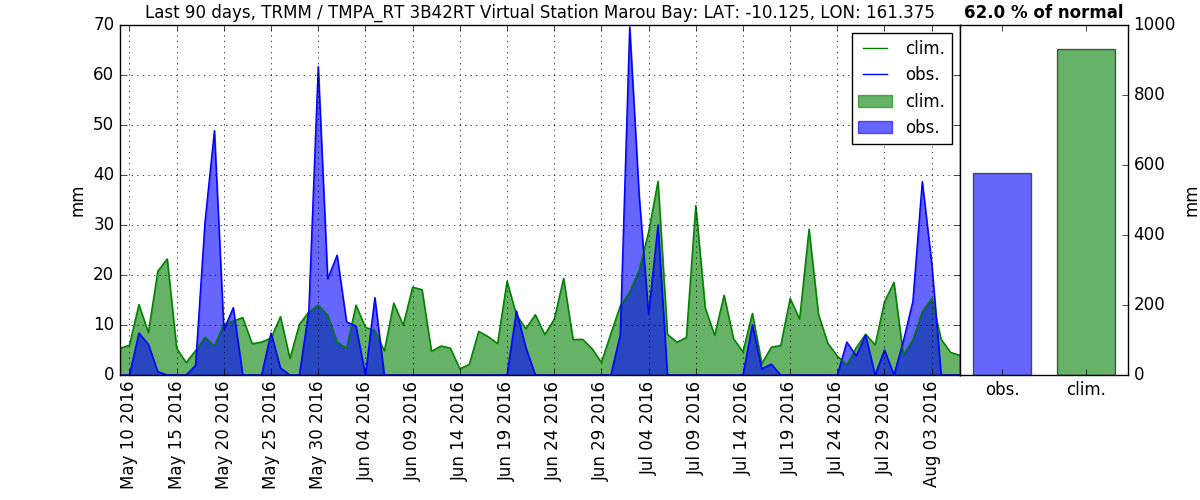 Last 90 days, TRMM / TMPA_RT 3B42RT Virtual Station Marou Bay: LAT: -10.125, LON: 161.375
62.0 % of normal
70
60
50
40
30
20
10
0
mm
clim.
obs.
clim.
obs.
May 10 2016
May 15 2016
May 20 2016
May 25 2016
May 30 2016
Jun 04 2016
Jun 09 2016
Jun 14 2016
Jun 19 2016
Jun 24 2016
Jun 29 2016
Jul 04 2016
Jul 09 2016
Jul 14 2016
Jul 19 2016
Jul 24 2016
Jul 29 2016
Aug 03 2016
1000
800
600
400
200
0
mm
obs. clim.